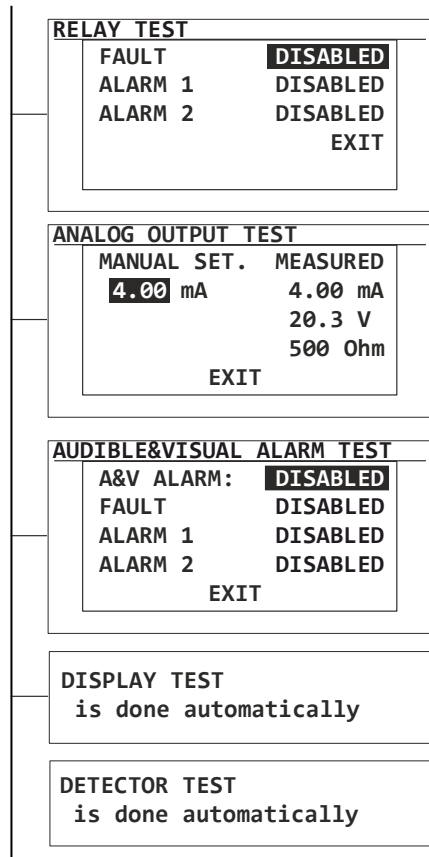 RELAY TEST
FAULT DISABLED
ALARM 1 DISABLED
ALARM 2 DISABLED
EXIT
ANALOG OUTPUT TEST
MANUAL SET. MEASURED
4.00 mA 4.00 mA
20.3 V
500 Ohm
EXIT
AUDIBLE&VISUAL ALARM TEST
A&V ALARM: DISABLED
FAULT DISABLED
ALARM 1 DISABLED
ALARM 2 DISABLED
EXIT
DISPLAY TEST
is done automatically
DETECTOR TEST
is done automatically